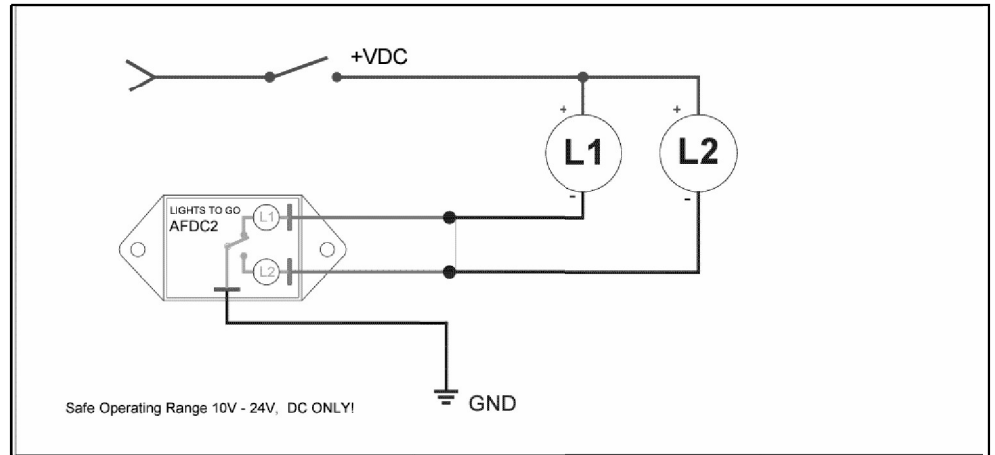 +VDC
+
+
L1
L2
-
-
LIGHTS TO GO
AFDC2
L1
L2
GND
Safe Operating Range 10V - 24V, DC ONLY!